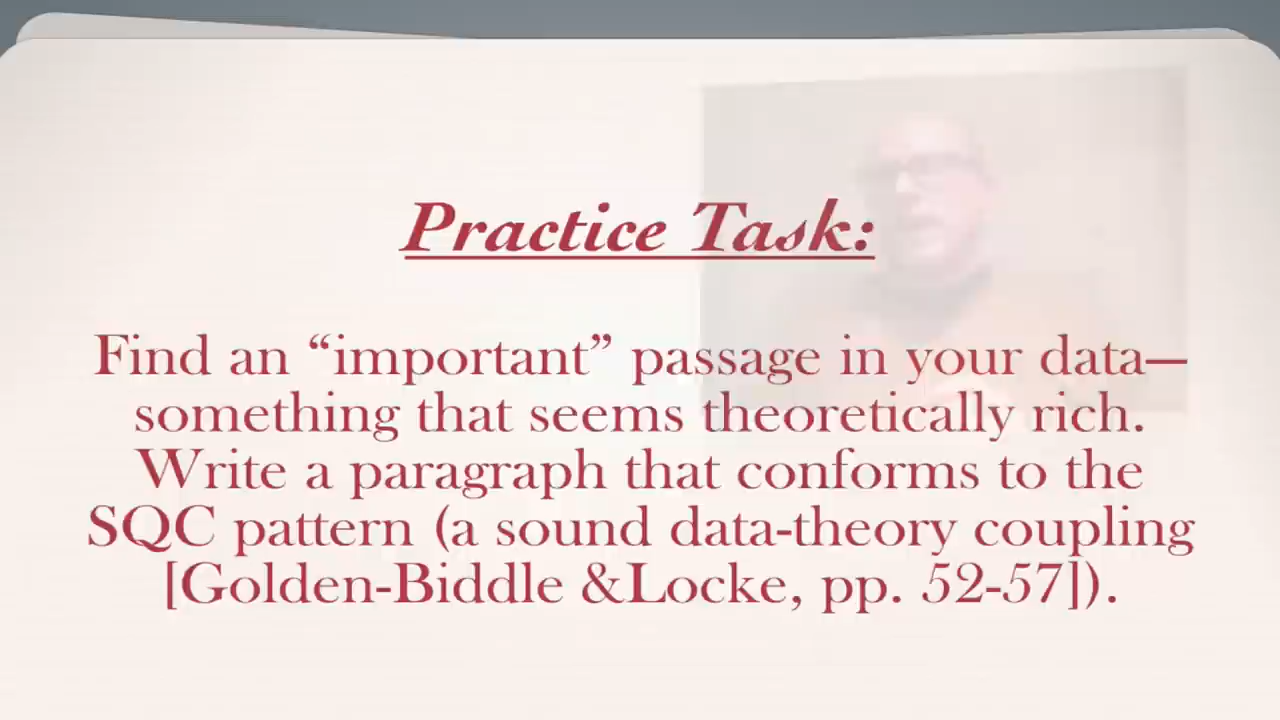 Practice Task:
Find an “important” passage in your data—
something that seems theoretically rich.
Write a paragraph that conforms to the
SQC pattern (a sound data-theory coupling
[Golden-Biddle &Locke, pp. 52-57]).